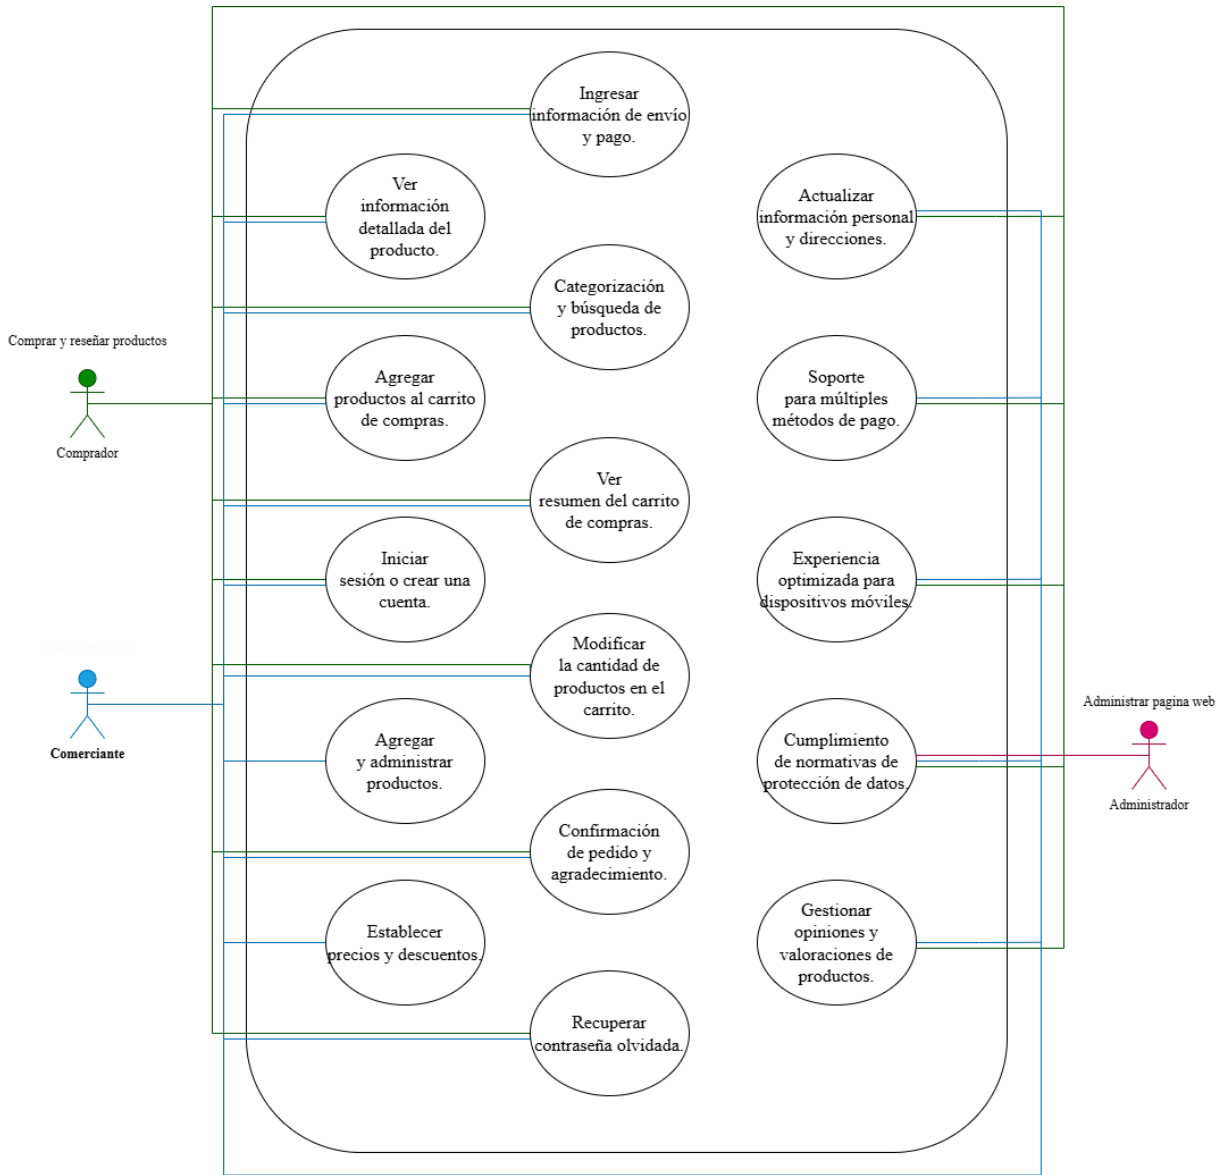 Ingresar
información de envío
y pago.
Ver
información
detallada del
producto.
Actualizar
información personal
y direcciones.
Categorización
y búsqueda de
productos.
Comprar y reseñar productos
Comprador
Agregar
productos al carrito
de compras.
Soporte
para múltiples
métodos de pago.
Ver
resumen del carrito
de compras.
Iniciar
sesión o crear una
cuenta.
Experiencia
optimizada para
dispositivos móviles.
Modificar
la cantidad de
productos en el
carrito.
Comerciante
Agregar
y administrar
productos.
Cumplimiento
de normativas de
protección de datos.
Administrar pagina web
Administrador
Confirmación
de pedido y
agradecimiento.
Establecer
precios y descuentos.
Gestionar
opiniones y
valoraciones de
productos.
Recuperar
contraseña olvidada.